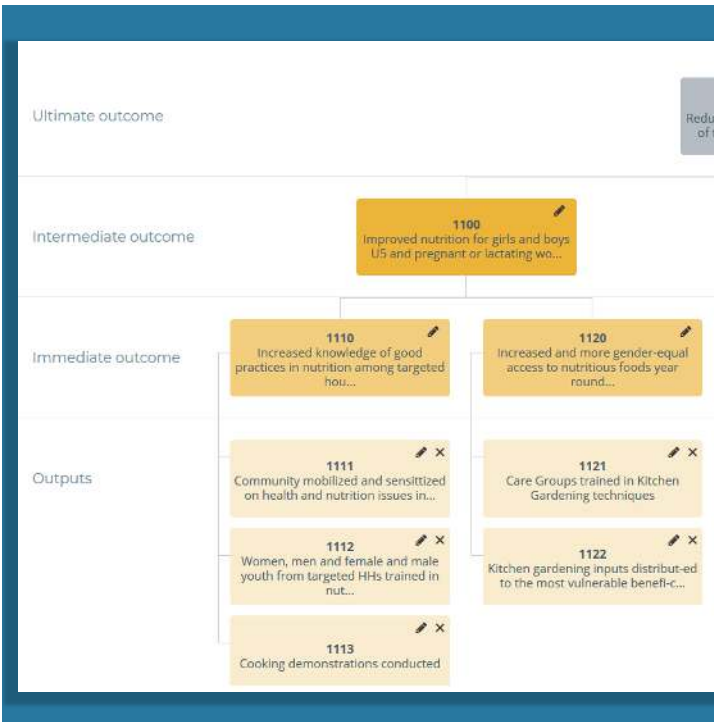 Ultimate outcome
Redu
of
Intermediate outcome
1100
Improved nutrition for girls and boys
U5 and pregnant or lactating wo...
Immediate outcome
1110
Increased knowledge of good
practices in nutrition among targeted
hou...
1120
Increased and more gender-equal
access to nutritious foods year
round...
Outputs
1111
Community mobilized and sensittized
on health and nutrition issues in...
1121
Care Groups trained in Kitchen
Gardening techniques
1112
Women, men and female and male
youth from targeted HHs trained in
nut...
1122
Kitchen gardening inputs distribut-ed
to the most vulnerable benefi-c...
1113
Cooking demonstrations conducted